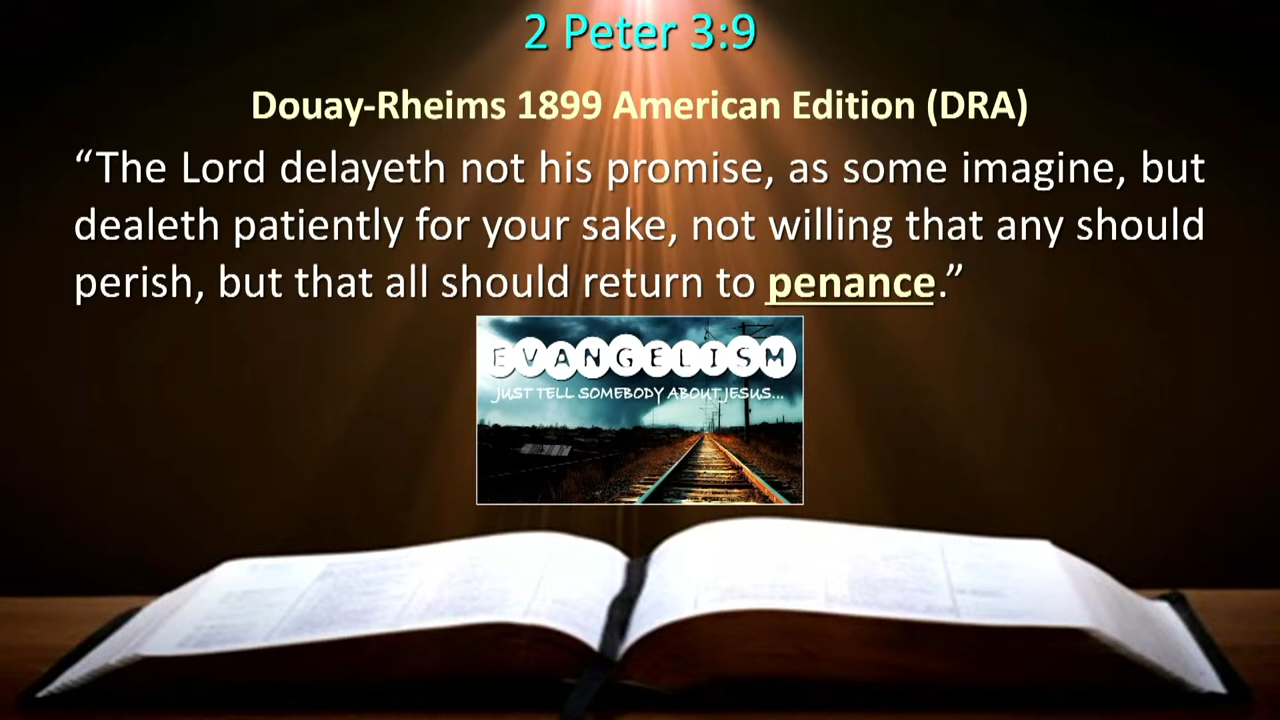 2 Peter 3:9
Douay-Rheims 1899 American Edition (DRA)
“The Lord delayeth not his promise, as some imagine, but
dealeth patiently for your sake, not willing that any should
perish, but that all should return to penance.”
EVANGELISM
JUST TELL SOMEBODY ABOUT JESUS...